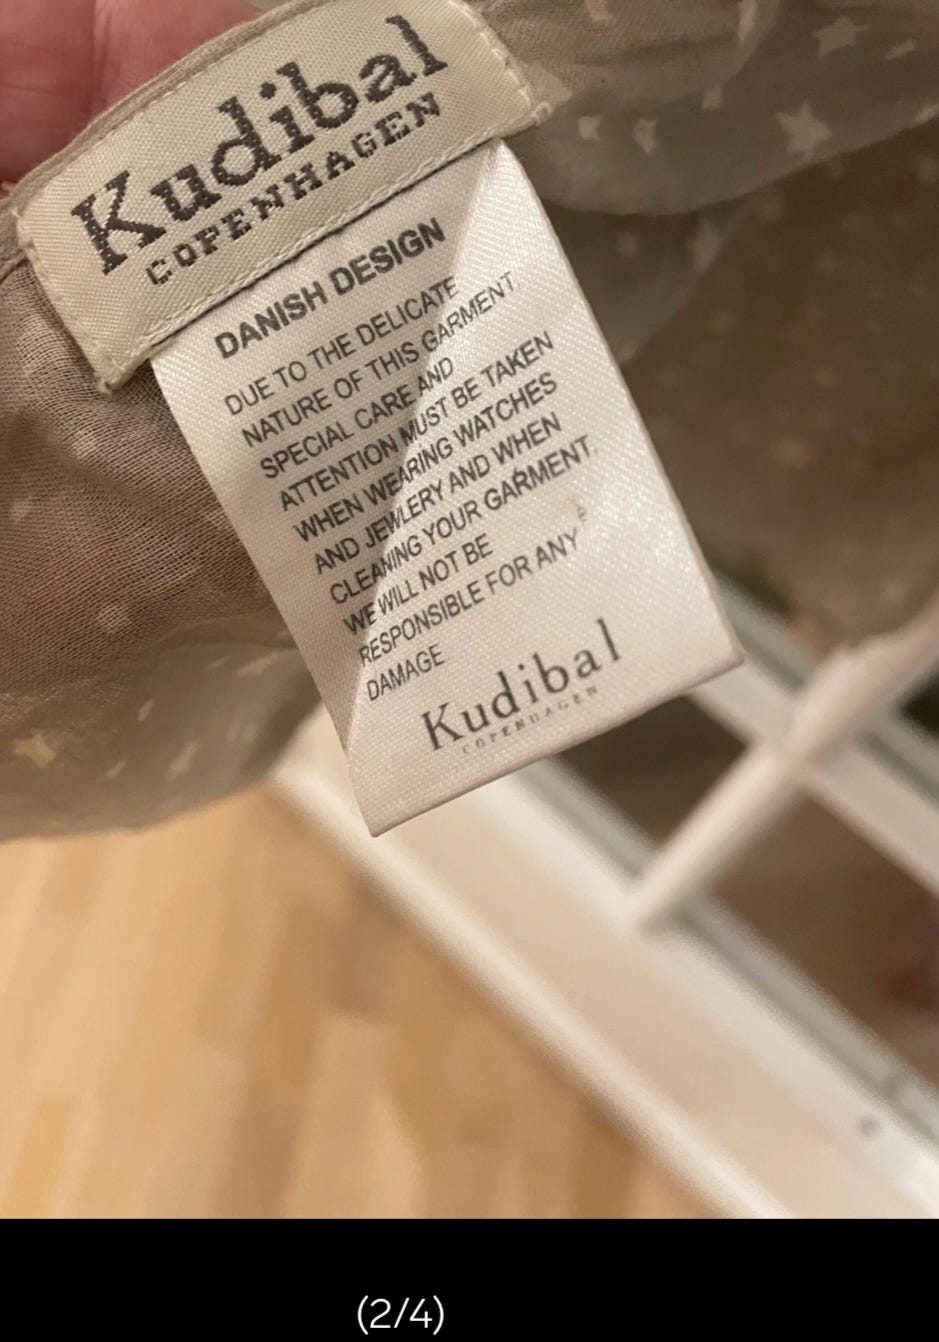 Kudibal
COPENHAGEN
DANISH DESIGN
DUE TO THE DELICATE
NATURE OF THIS GARMENT,
SPECIAL CARE AND
ATTENTION MUST BE TAKEN
WHEN WEARING WATCHES
AND JEWLERY AND WHEN
CLEANING YOUR GARMENT.
WE WILL NOT BE
RESPONSIBLE FOR ANY
DAMAGE
Kudibal
COPENHAGEN
(2/4)